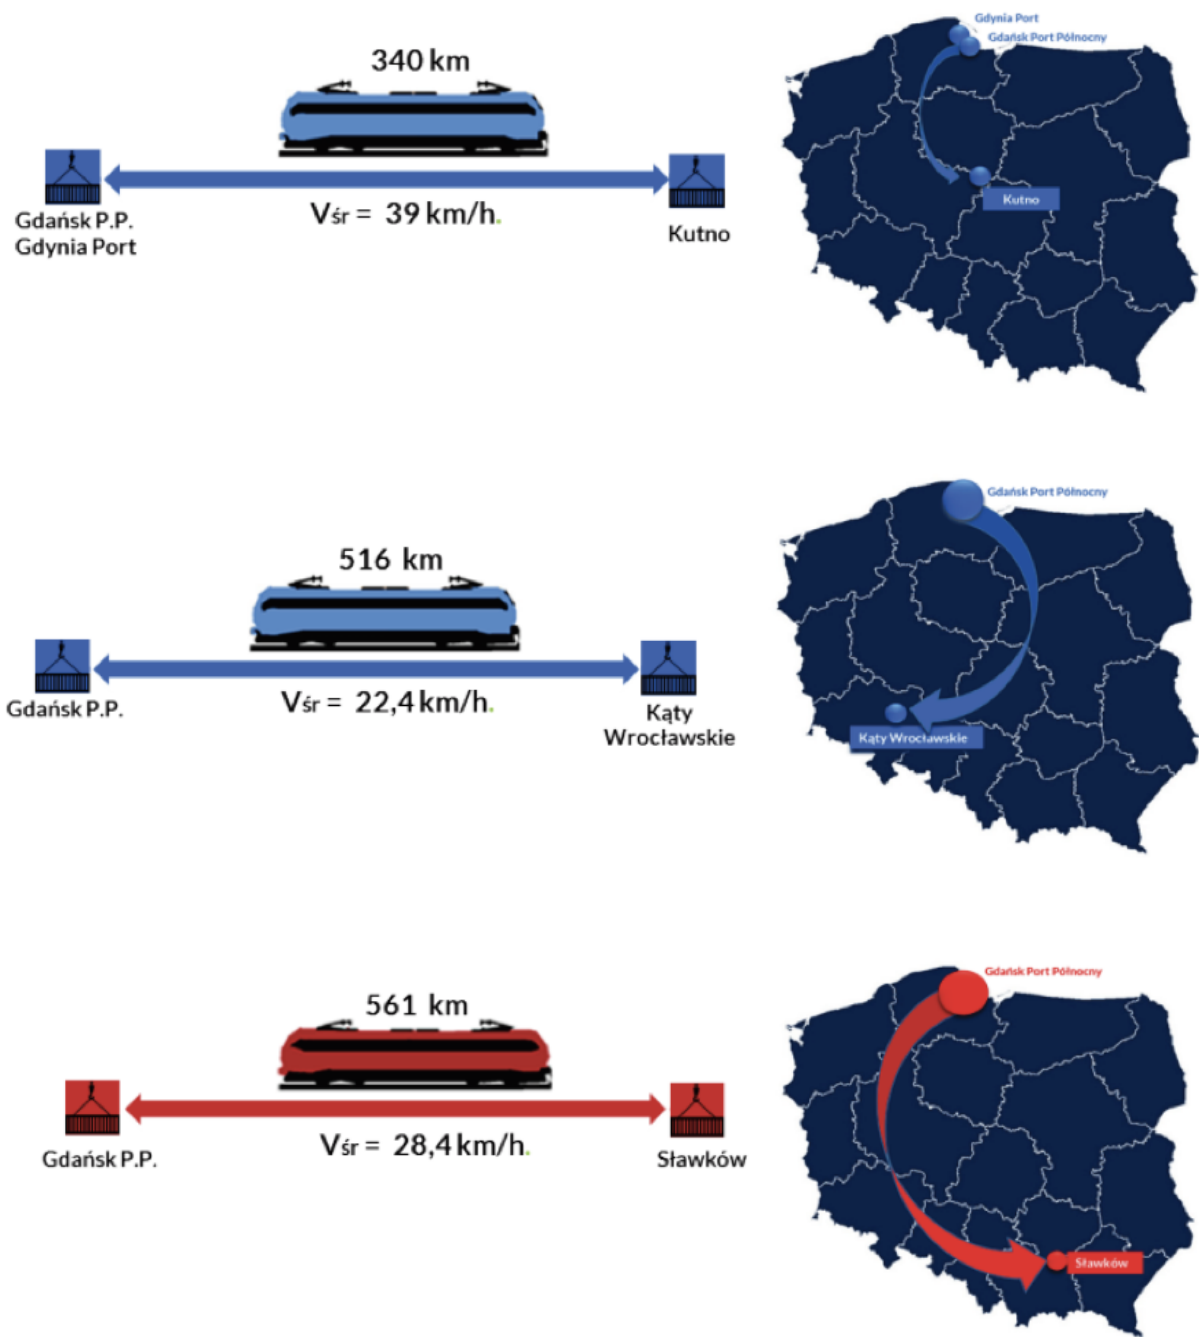 340 km
Gdańsk P.P.
Gdynia Port
Vśr = 39 km/h.
Kutno
Gdynia Port
Gdańsk Port Północny
Kutno
516 km
Gdańsk P.P.
Vśr = 22,4 km/h.
Kąty
Wrocławskie
Gdańsk Port Północny
Kąty Wrocławskie
561 km
Gdańsk P.P.
Vśr = 28,4 km/h.
Sławków
Gdańsk Port Północny
Sławków